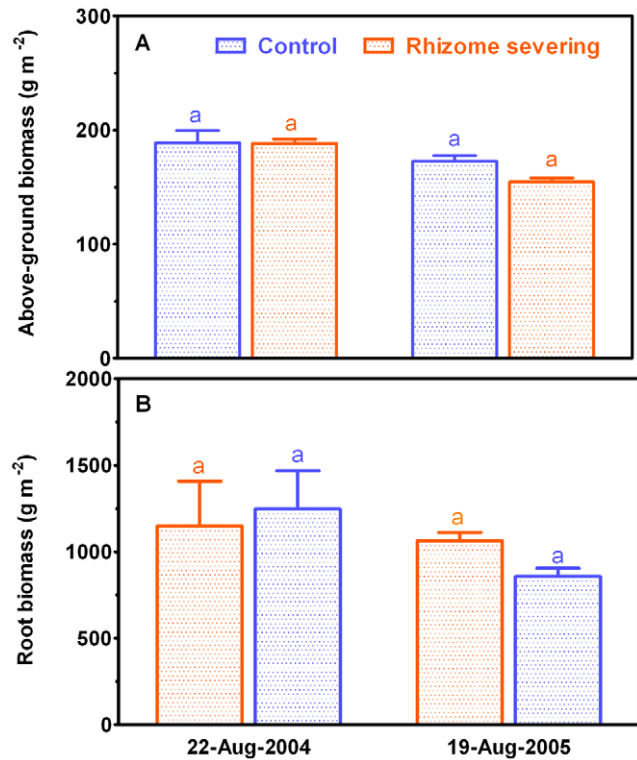 A
Control
Rhizome severing
Above-ground biomass (g m⁻²)
300
200
100
0
a
a
a
a
B
Root biomass (g m⁻²)
2000
1500
1000
500
0
a
a
a
a
22-Aug-2004
19-Aug-2005